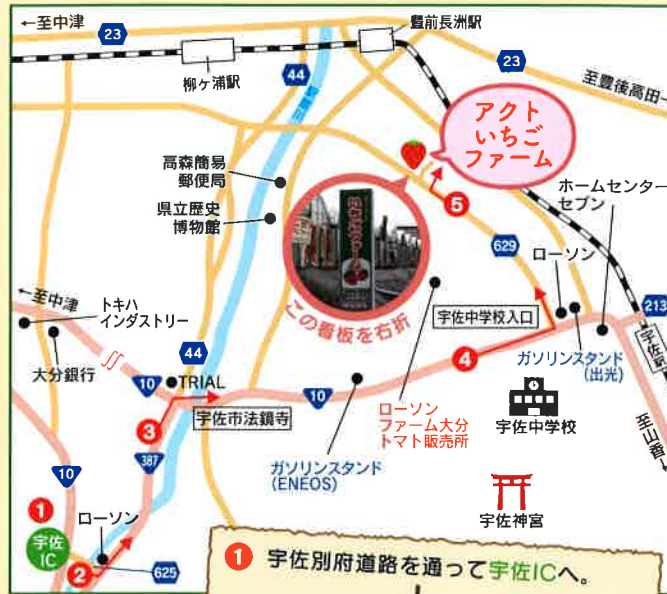 ←至中津
23
柳ヶ浦駅
豊前長洲駅
44
23
至豊後高田→
アクト
いちご
ファーム
高森簡易
郵便局
県立歴史
博物館
5
ホームセンター
セブン
629
ローソン
この看板を右折
宇佐中学校入口
213
宇佐駅
←至中津
トキハ
インダストリー
大分銀行
44
10
TRIAL
4
ガソリンスタンド
(出光)
3
宇佐市法鏡寺
10
ローソン
ファーム大分
トマト販売所
宇佐中学校
至山香→
387
10
ガソリンスタンド
(ENEOS)
宇佐神宮
1
宇佐
IC
ローソン
2
625
1 宇佐別府道路を通って宇佐ICへ。